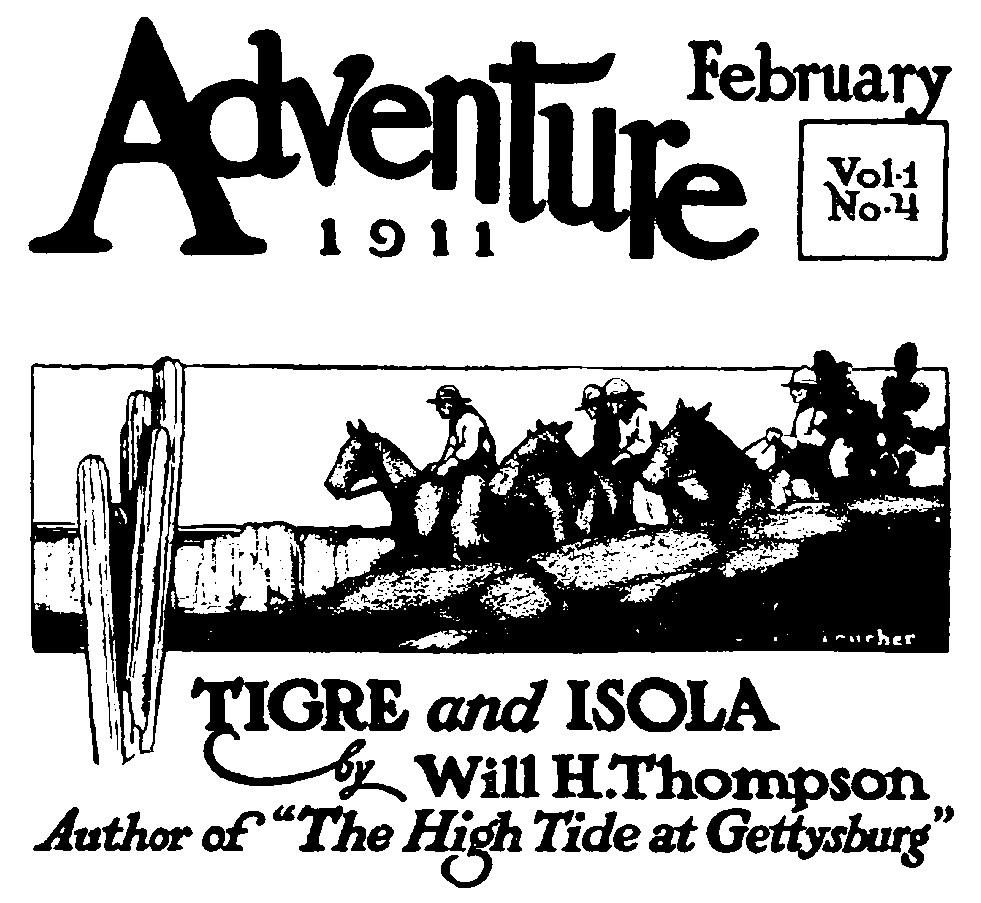 Adventure
February
1911
Vol·1
No·4
TIGRE and ISOLA
by Will H. Thompson
Author of “The High Tide at Gettysburg”